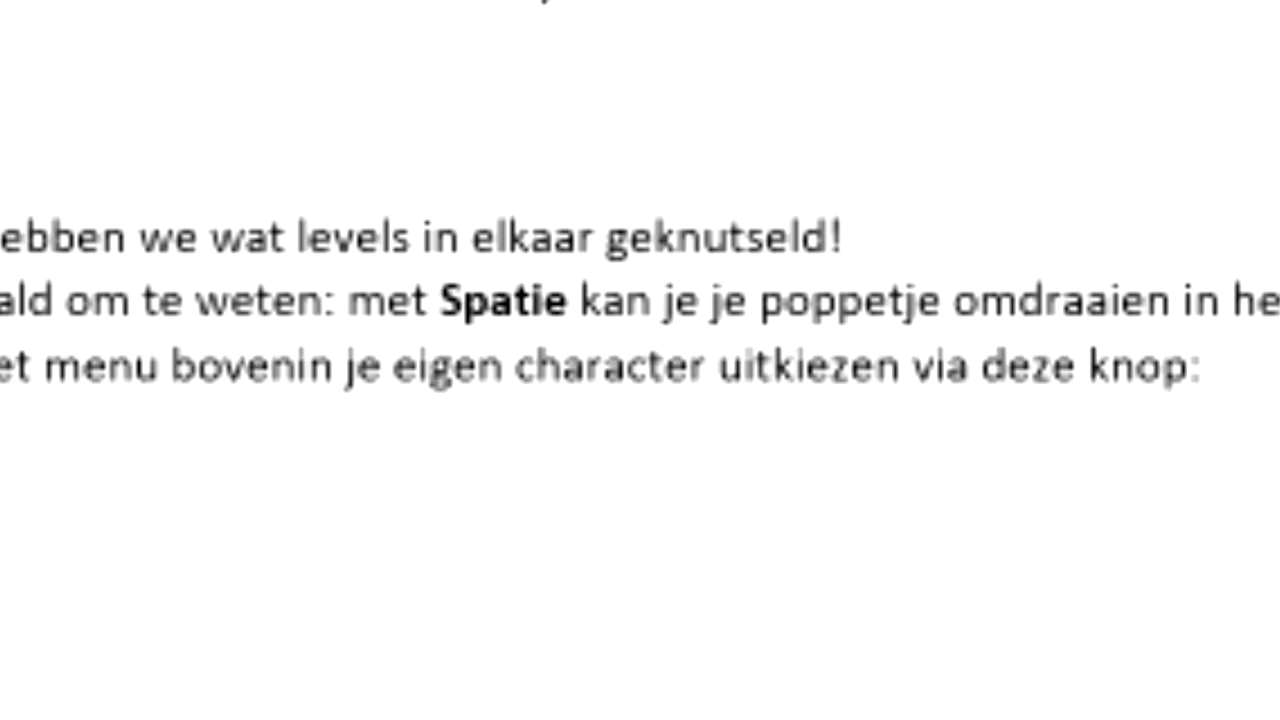 ebben we wat levels in elkaar geknutseld!
ald om te weten: met Spatie kan je je poppetje omdraaien in he
et menu bovenin je eigen character uitkiezen via deze knop: